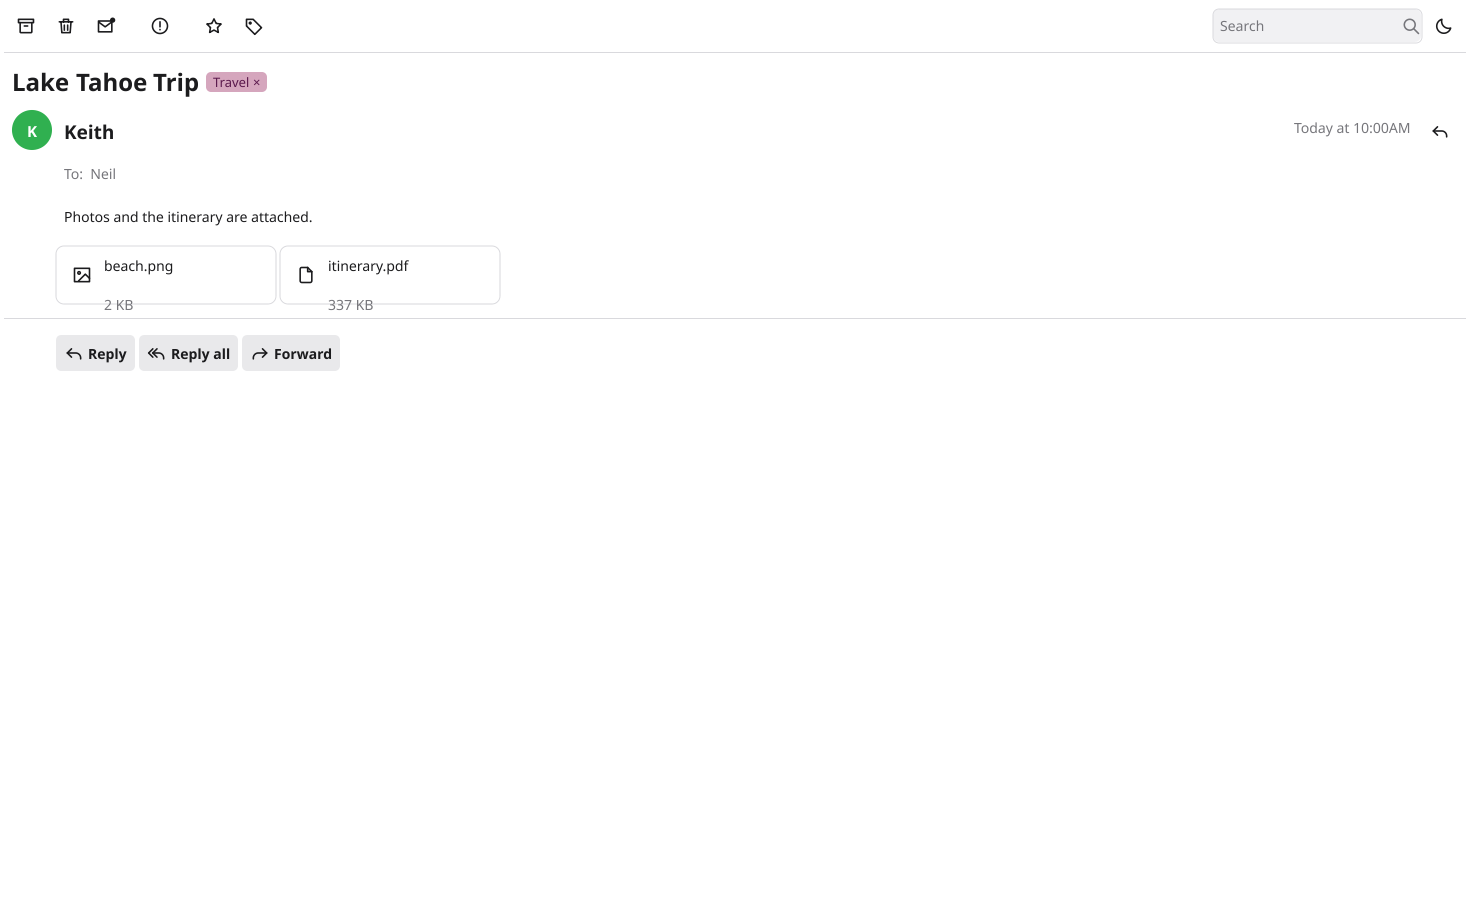 Search
Lake Tahoe Trip Travel ×
K Keith Today at 10:00AM
To: Neil
Photos and the itinerary are attached.
beach.png itinerary.pdf
2 KB 337 KB
Reply Reply all Forward